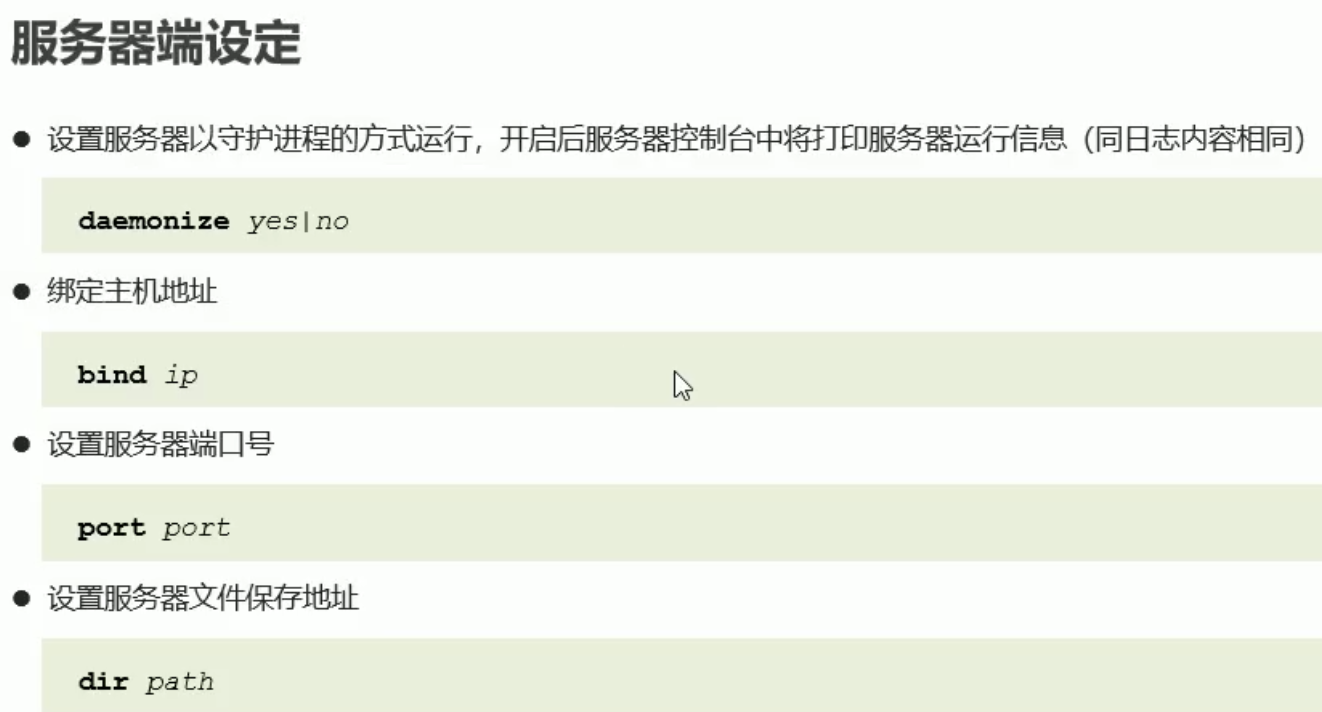 服务器端设定
● 设置服务器以守护进程的方式运行，开启后服务器控制台中将打印服务器运行信息（同日志内容相同）
daemonize yes|no
● 绑定主机地址
bind ip
● 设置服务器端口号
port port
● 设置服务器文件保存地址
dir path